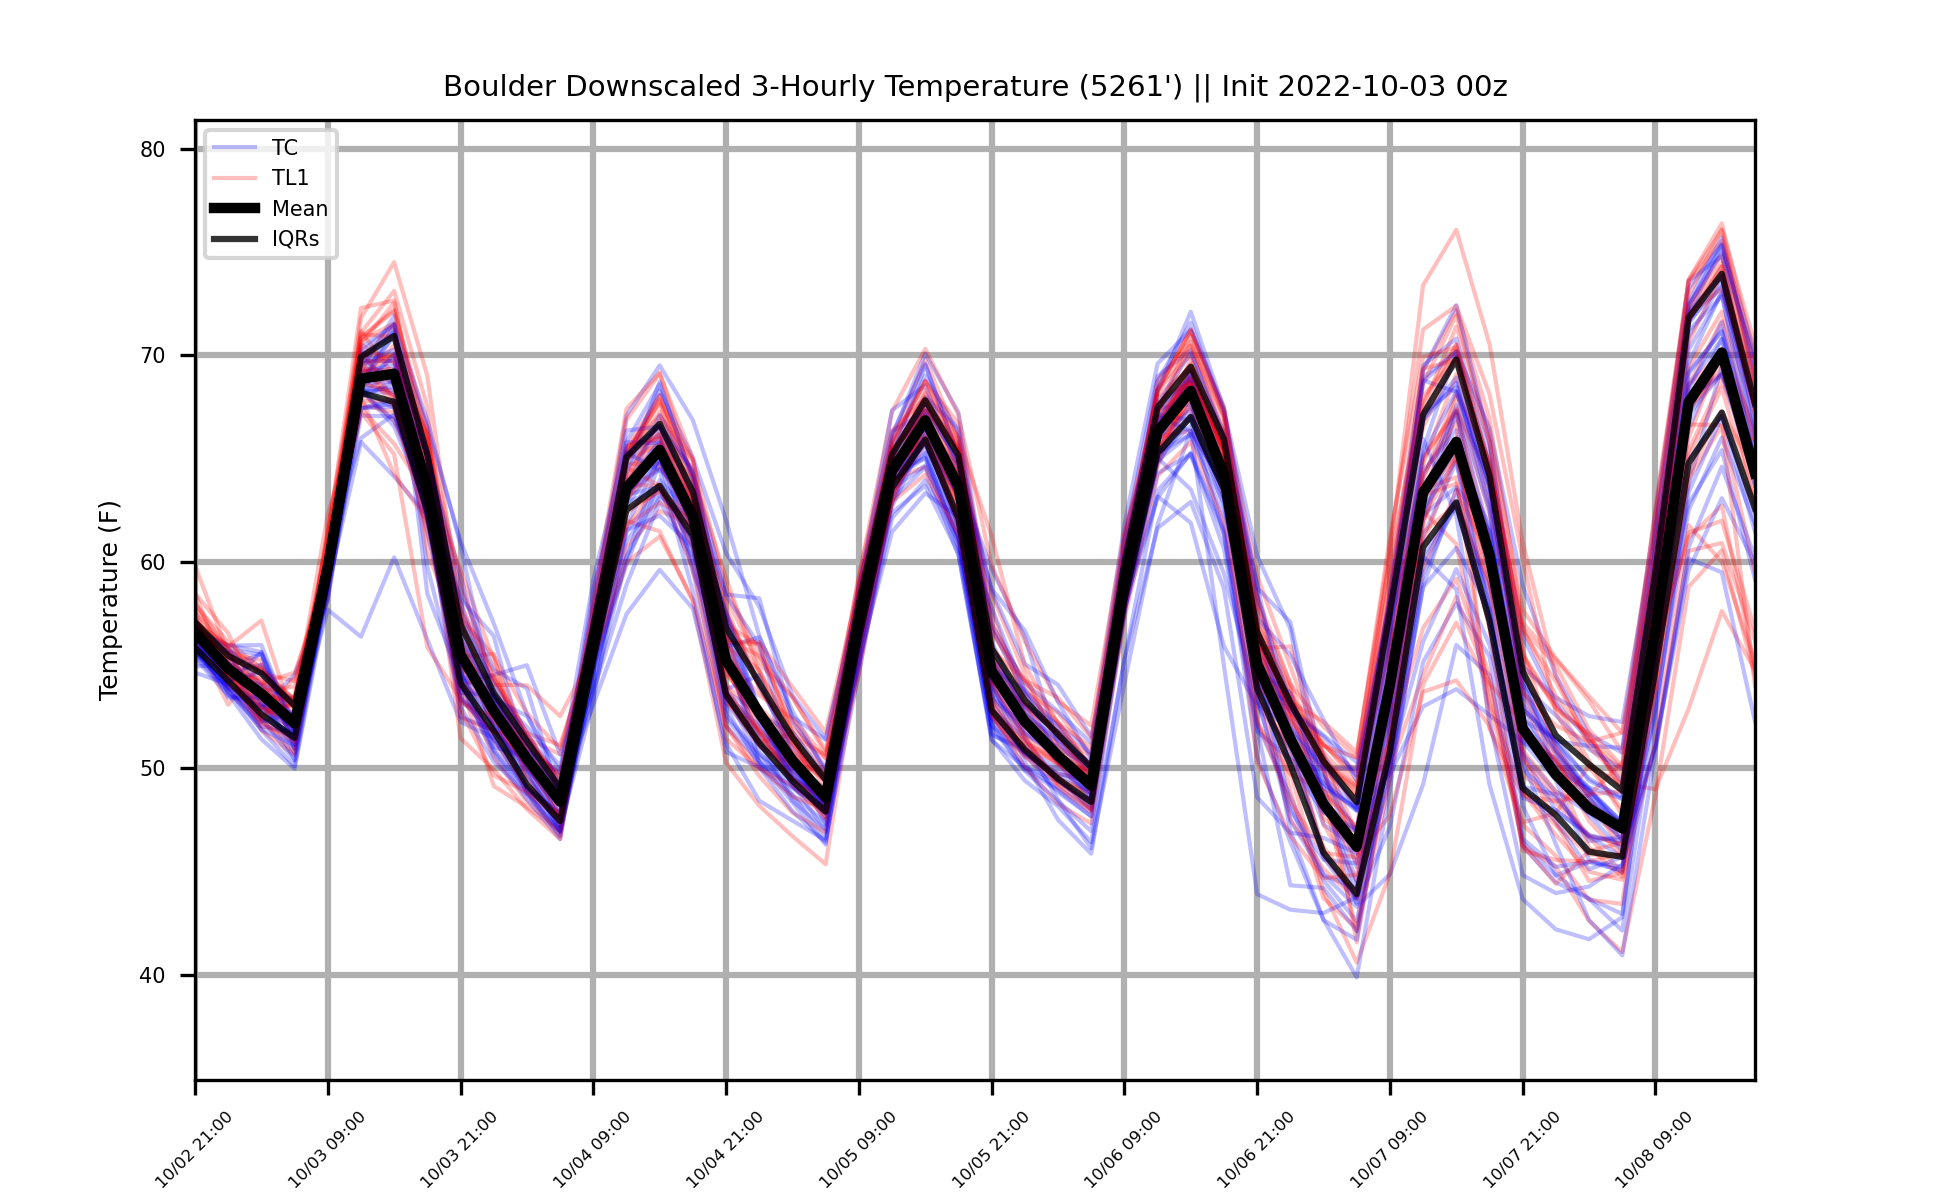 Boulder Downscaled 3-Hourly Temperature (5261') || Init 2022-10-03 00z
80
70
60
50
40
Temperature (F)
TC
TL1
Mean
IQRs
10/02 21:00
10/03 09:00
10/03 21:00
10/04 09:00
10/04 21:00
10/05 09:00
10/05 21:00
10/06 09:00
10/06 21:00
10/07 09:00
10/07 21:00
10/08 09:00